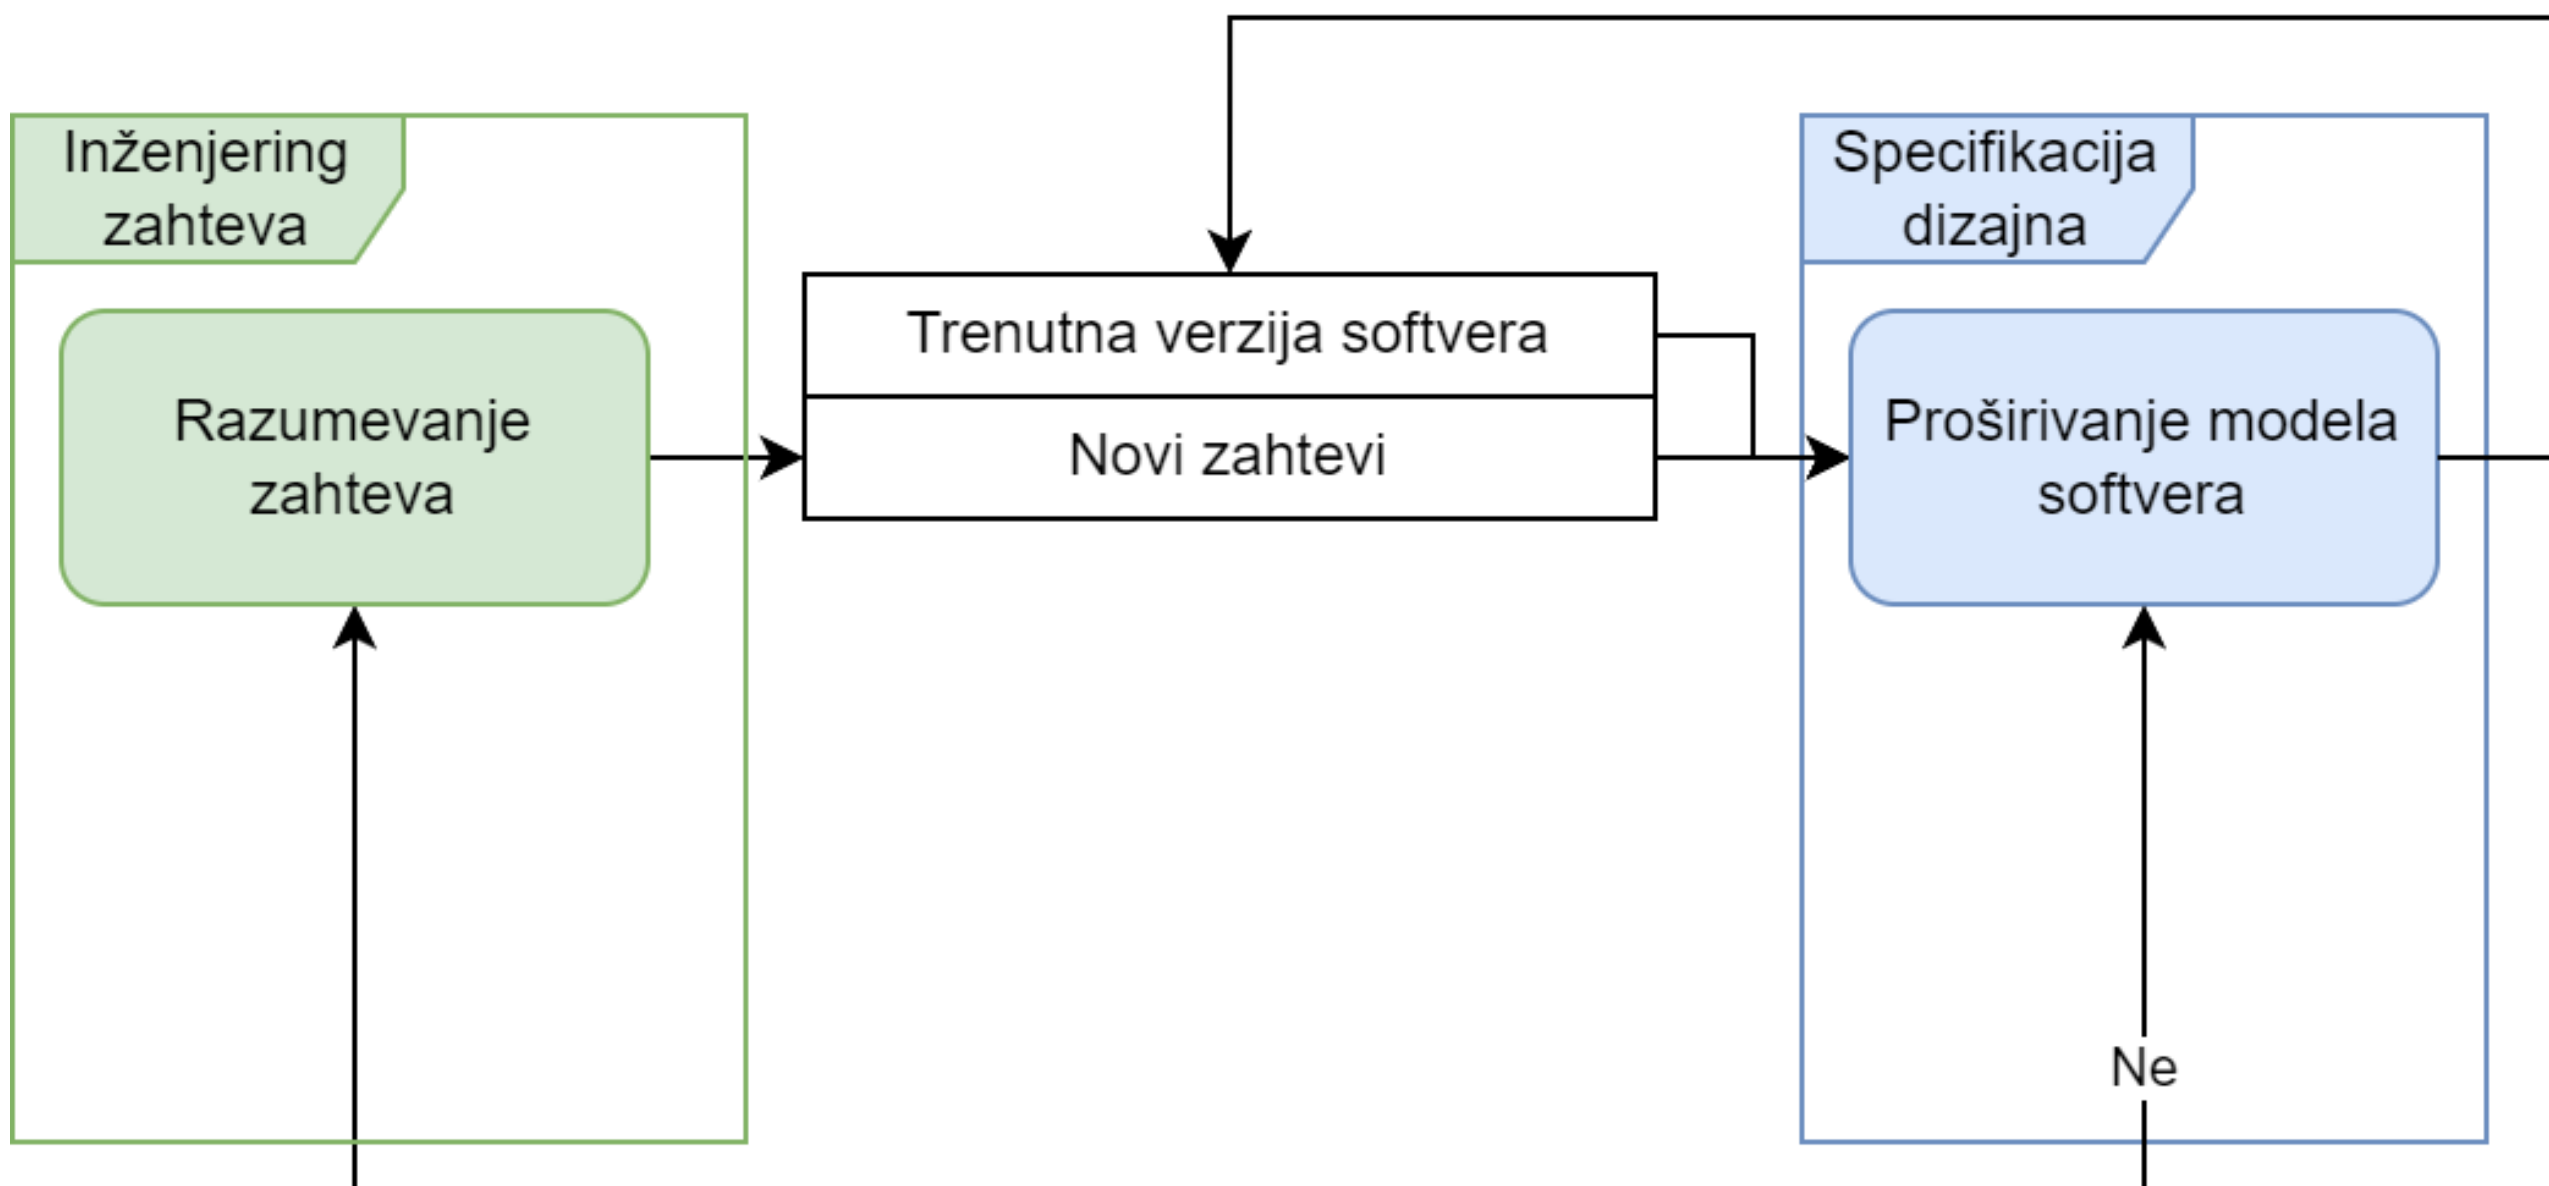 Inženjering
zahteva
Razumevanje
zahteva
Trenutna verzija softvera
Novi zahtevi
Specifikacija
dizajna
Proširivanje modela
softvera
Ne